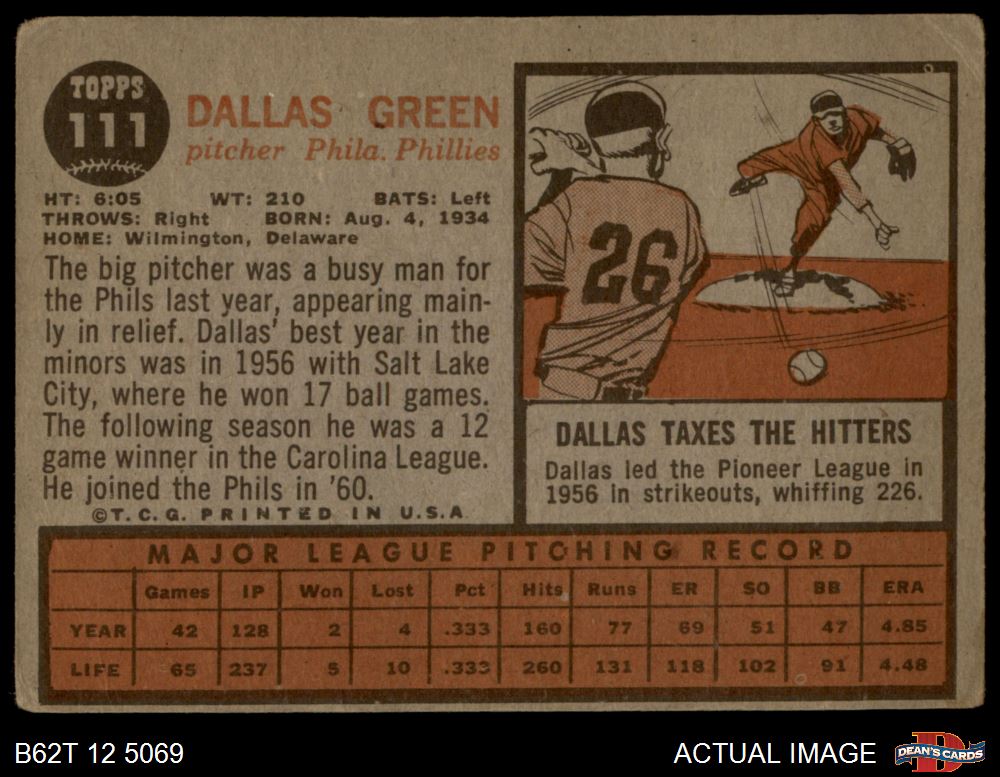 TOPPS
111
DALLAS GREEN
pitcher Phila. Phillies
HT: 6:05 WT: 210 BATS: Left
THROWS: Right BORN: Aug. 4, 1934
HOME: Wilmington, Delaware
The big pitcher was a busy man for
the Phils last year, appearing main-
ly in relief. Dallas' best year in the
minors was in 1956 with Salt Lake
City, where he won 17 ball games.
The following season he was a 12
game winner in the Carolina League.
He joined the Phils in '60.
©T.C.G. PRINTED IN U.S.A.
26
DALLAS TAXES THE HITTERS
Dallas led the Pioneer League in
1956 in strikeouts, whiffing 226.
MAJOR LEAGUE PITCHING RECORD
Games IP Won Lost Pct Hits Runs ER SO BB ERA
YEAR 42 128 2 4 .333 160 77 69 51 47 4.85
LIFE 65 237 5 10 .333 260 131 118 102 91 4.48
B62T 12 5069
ACTUAL IMAGE
D
DEAN'S CARDS